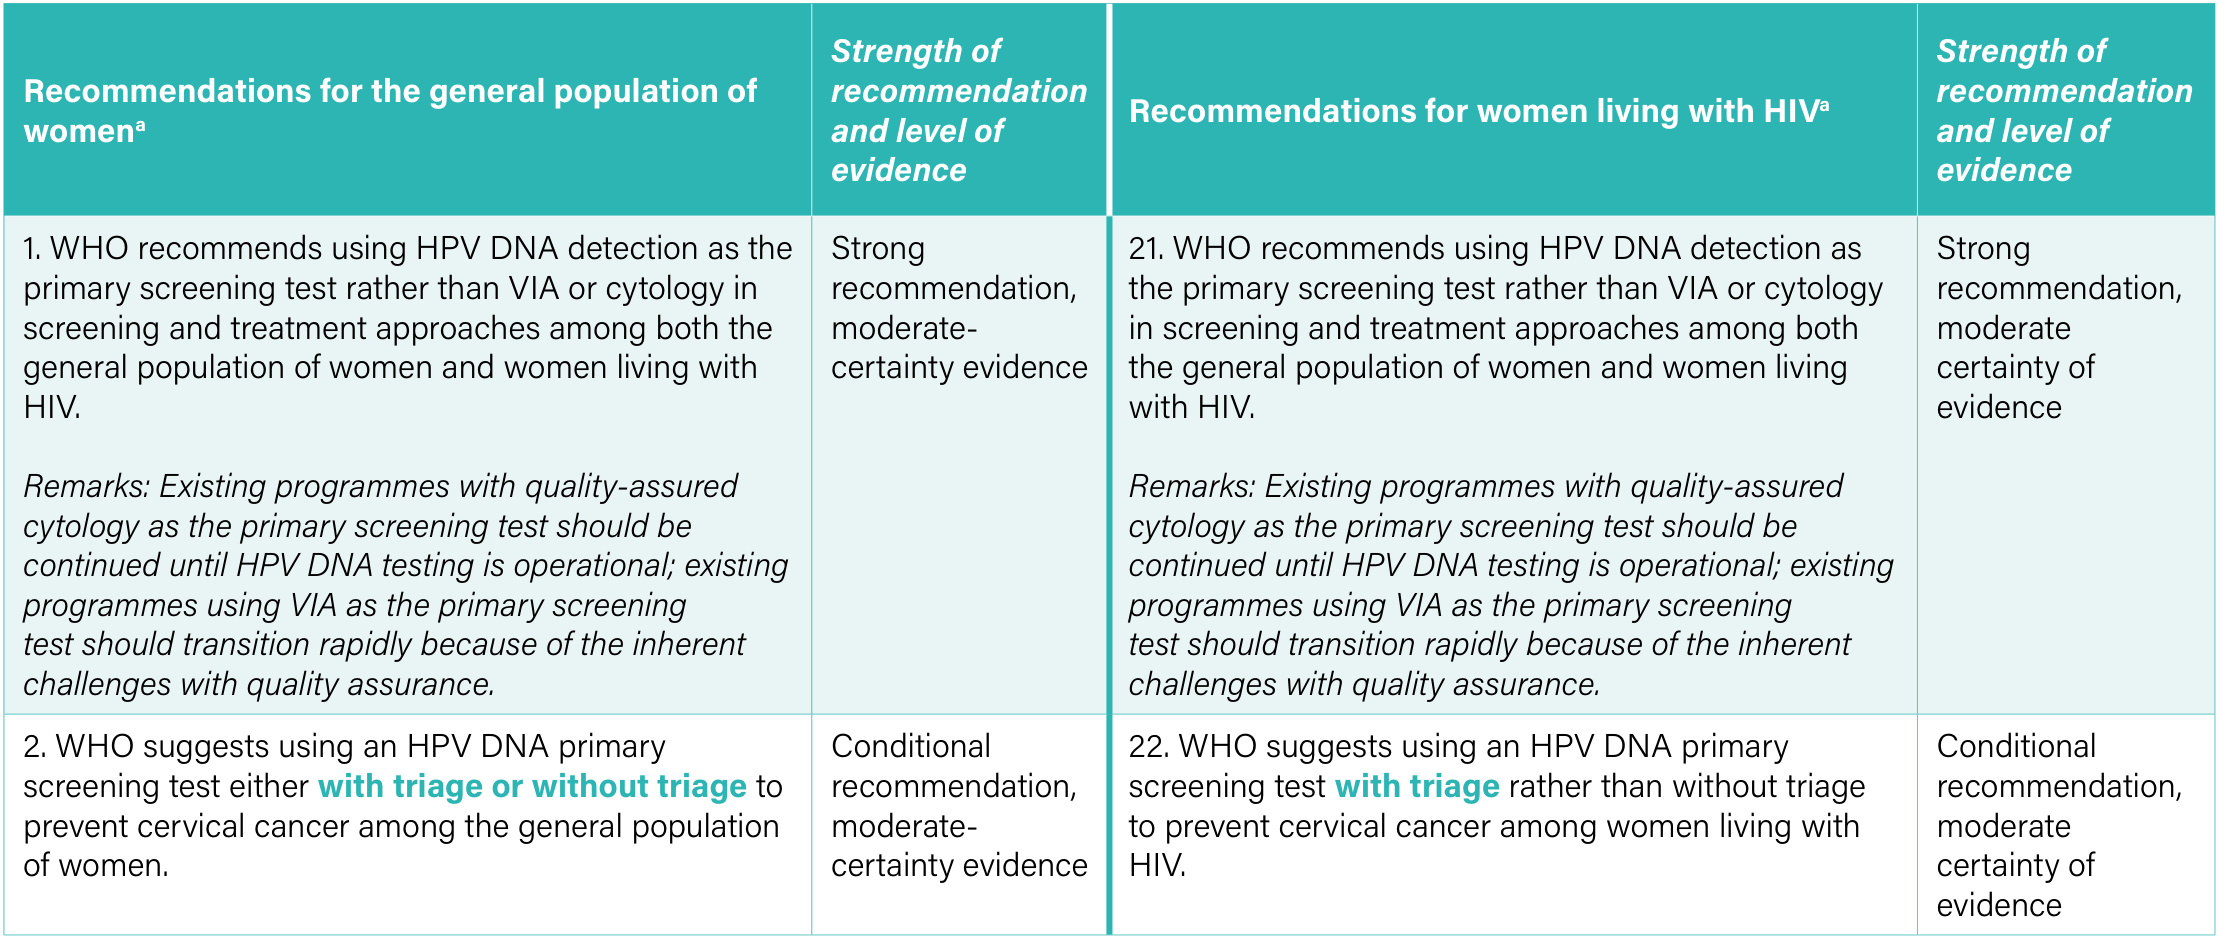 Recommendations for the general population of
womenᵃ
Strength of
recommendation
and level of
evidence
Recommendations for women living with HIVᵃ
Strength of
recommendation
and level of
evidence
1. WHO recommends using HPV DNA detection as the
primary screening test rather than VIA or cytology in
screening and treatment approaches among both the
general population of women and women living with
HIV.
Remarks: Existing programmes with quality-assured
cytology as the primary screening test should be
continued until HPV DNA testing is operational; existing
programmes using VIA as the primary screening
test should transition rapidly because of the inherent
challenges with quality assurance.
Strong
recommendation,
moderate-
certainty evidence
21. WHO recommends using HPV DNA detection as
the primary screening test rather than VIA or cytology
in screening and treatment approaches among both
the general population of women and women living
with HIV.
Remarks: Existing programmes with quality-assured
cytology as the primary screening test should be
continued until HPV DNA testing is operational; existing
programmes using VIA as the primary screening
test should transition rapidly because of the inherent
challenges with quality assurance.
Strong
recommendation,
moderate
certainty of
evidence
2. WHO suggests using an HPV DNA primary
screening test either with triage or without triage to
prevent cervical cancer among the general population
of women.
Conditional
recommendation,
moderate-
certainty evidence
22. WHO suggests using an HPV DNA primary
screening test with triage rather than without triage
to prevent cervical cancer among women living with
HIV.
Conditional
recommendation,
moderate
certainty of
evidence